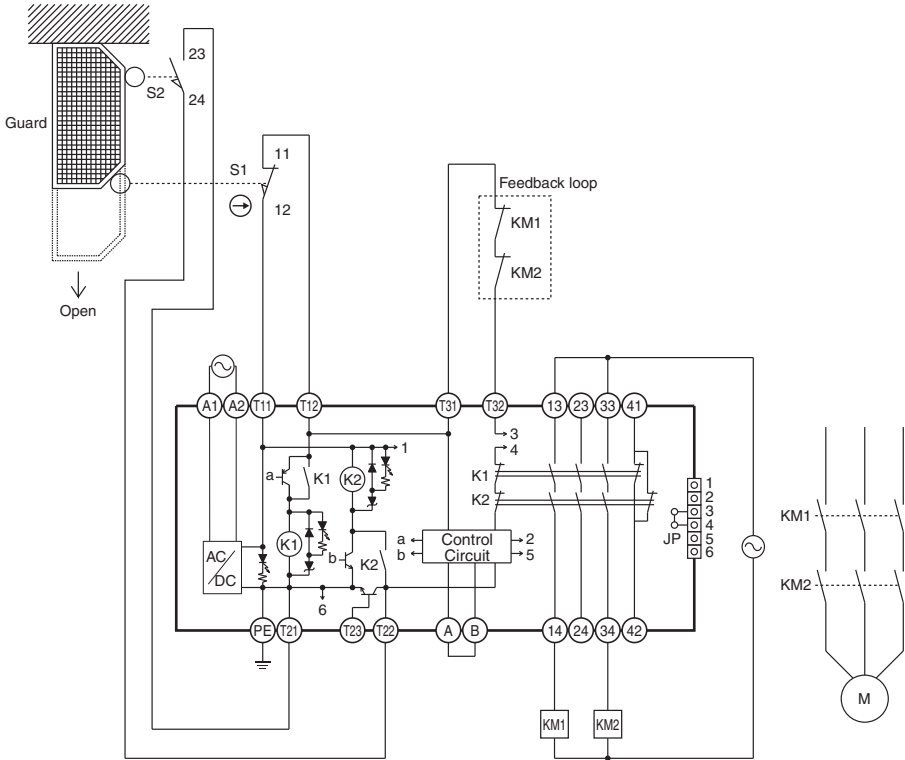 23
S2
24
Guard
11
S1
12
Feedback loop
KM1
KM2
Open
A1 A2 T11 T12 T31 T32 13 23 33 41
1
3
4
a
K1
K2
K1
K2
1
2
3
4
5
6
JP
KM1
KM2
K1
b
K2
a
b
Control
Circuit
2
5
AC/
DC
6
PE T21 T23 T22 A B 14 24 34 42
KM1
KM2
M